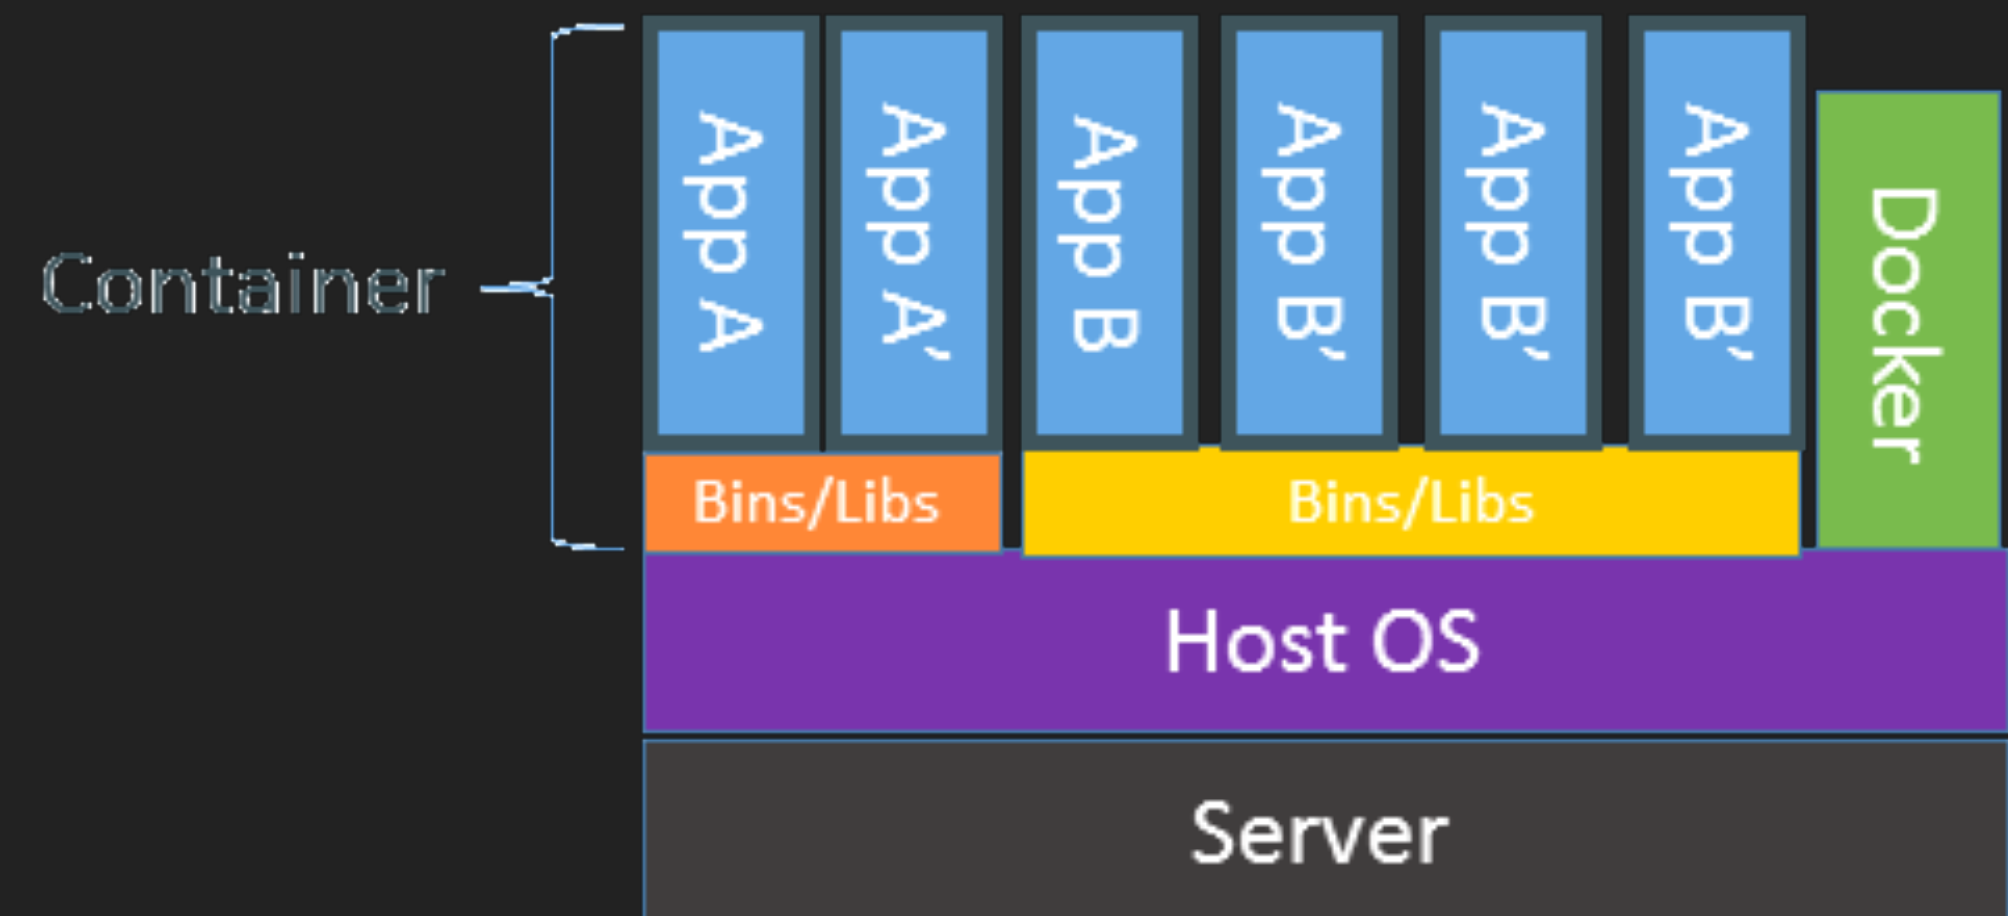 Container
App A
App A'
App B
App B'
App B'
App B'
Docker
Bins/Libs
Bins/Libs
Host OS
Server